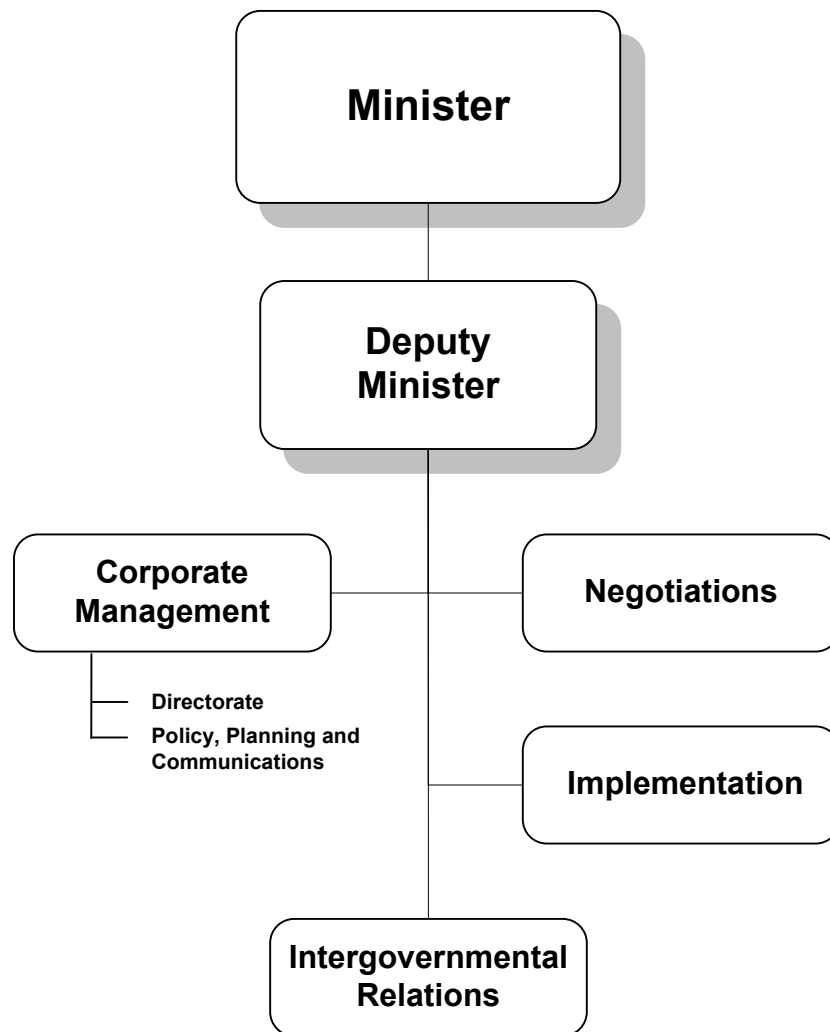 Minister
Deputy
Minister
Corporate
Management
Negotiations
Directorate
Policy, Planning and
Communications
Implementation
Intergovernmental
Relations